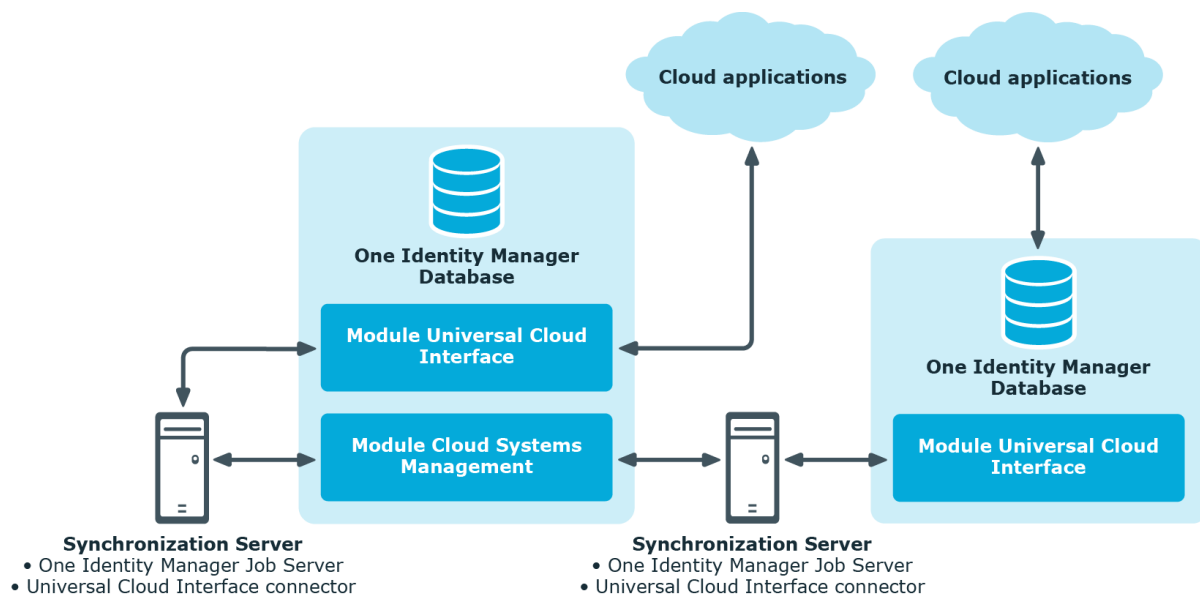 Cloud applications
Cloud applications
One Identity Manager
Database
Module Universal Cloud
Interface
Module Cloud Systems
Management
One Identity Manager
Database
Module Universal Cloud
Interface
Synchronization Server
• One Identity Manager Job Server
• Universal Cloud Interface connector
Synchronization Server
• One Identity Manager Job Server
• Universal Cloud Interface connector